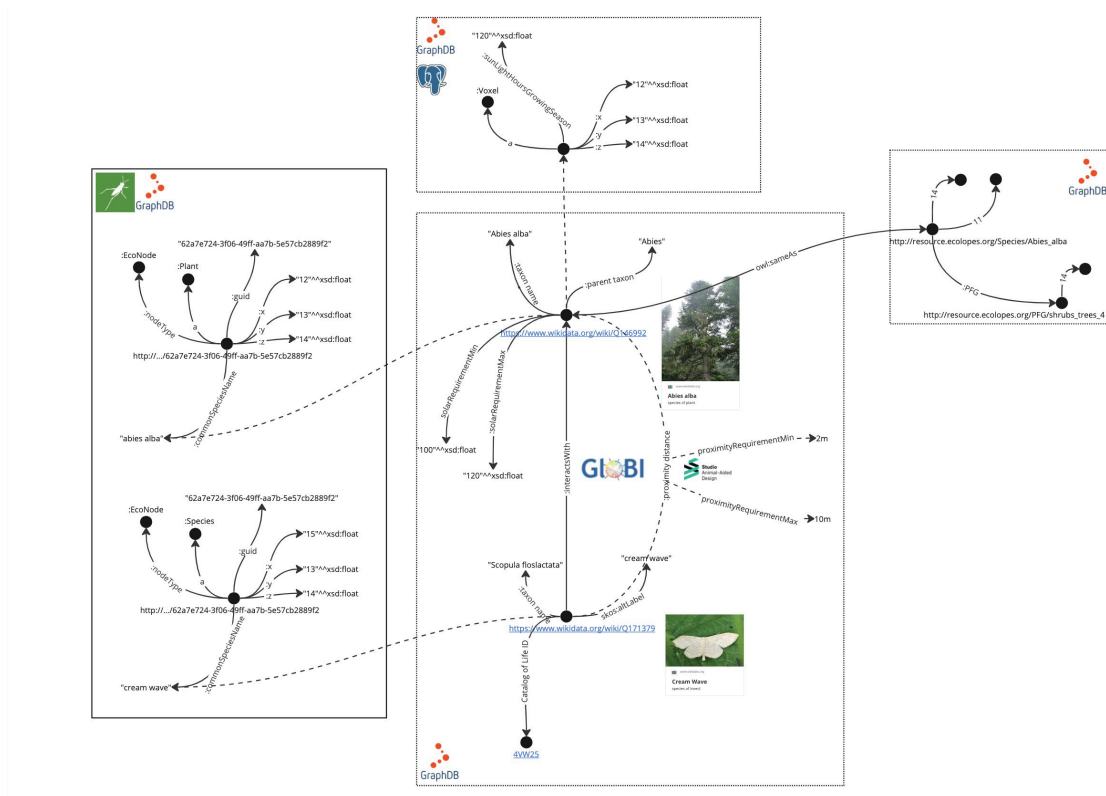 GraphDB
"120"^^xsd:float
:sunLightHoursGrowingSeason
:Voxel
a
:x
:y
:z
"12"^^xsd:float
"13"^^xsd:float
"14"^^xsd:float
GraphDB
"62a7e724-3f06-49ff-aa7b-5e57cb2889f2"
:EcoNode
:Plant
:nodeType
a
:guid
:x
:y
:z
"12"^^xsd:float
"13"^^xsd:float
"14"^^xsd:float
http://.../62a7e724-3f06-49ff-aa7b-5e57cb2889f2
:commonSpeciesName
"abies alba"
"62a7e724-3f06-49ff-aa7b-5e57cb2889f2"
:EcoNode
:Species
:nodeType
a
:guid
:x
:y
:z
"15"^^xsd:float
"13"^^xsd:float
"14"^^xsd:float
http://.../62a7e724-3f06-49ff-aa7b-5e57cb2889f2
:commonSpeciesName
"cream wave"
"Abies alba"
"Abies"
:taxon name
:parent taxon
owl:sameAs
https://www.wikidata.org/wiki/Q146992
solarRequirementMin
:solarRequirementMax
"100"^^xsd:float
"120"^^xsd:float
Abies alba
species of plant
:interactsWith
GloBI
:proximity distance
Studio
Animal-Aided
Design
proximityRequirementMin
2m
proximityRequirementMax
10m
"Scopula floslactata"
"cream wave"
:taxon name
skos:altLabel
https://www.wikidata.org/wiki/Q171379
Catalog of Life ID
4VW25
Cream Wave
species of insect
GraphDB
GraphDB
14
11
http://resource.ecolopes.org/Species/Abies_alba
:PFG
14
http://resource.ecolopes.org/PFG/shrubs_trees_4